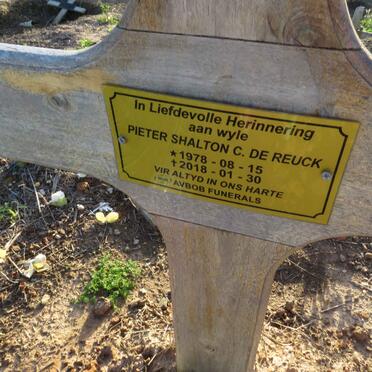 In Liefdevolle Herinnering
aan wyle
PIETER SHALTON C. DE REUCK
★ 1978 - 08 - 15
✝ 2018 - 01 - 30
VIR ALTYD IN ONS HARTE
AVBOB FUNERALS